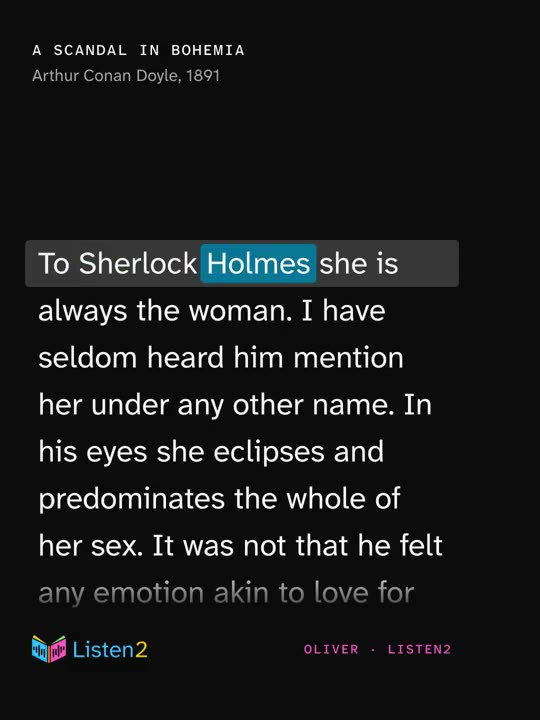 A SCANDAL IN BOHEMIA
Arthur Conan Doyle, 1891
To Sherlock Holmes she is
always the woman. I have
seldom heard him mention
her under any other name. In
his eyes she eclipses and
predominates the whole of
her sex. It was not that he felt
any emotion akin to love for
Listen2
OLIVER · LISTEN2